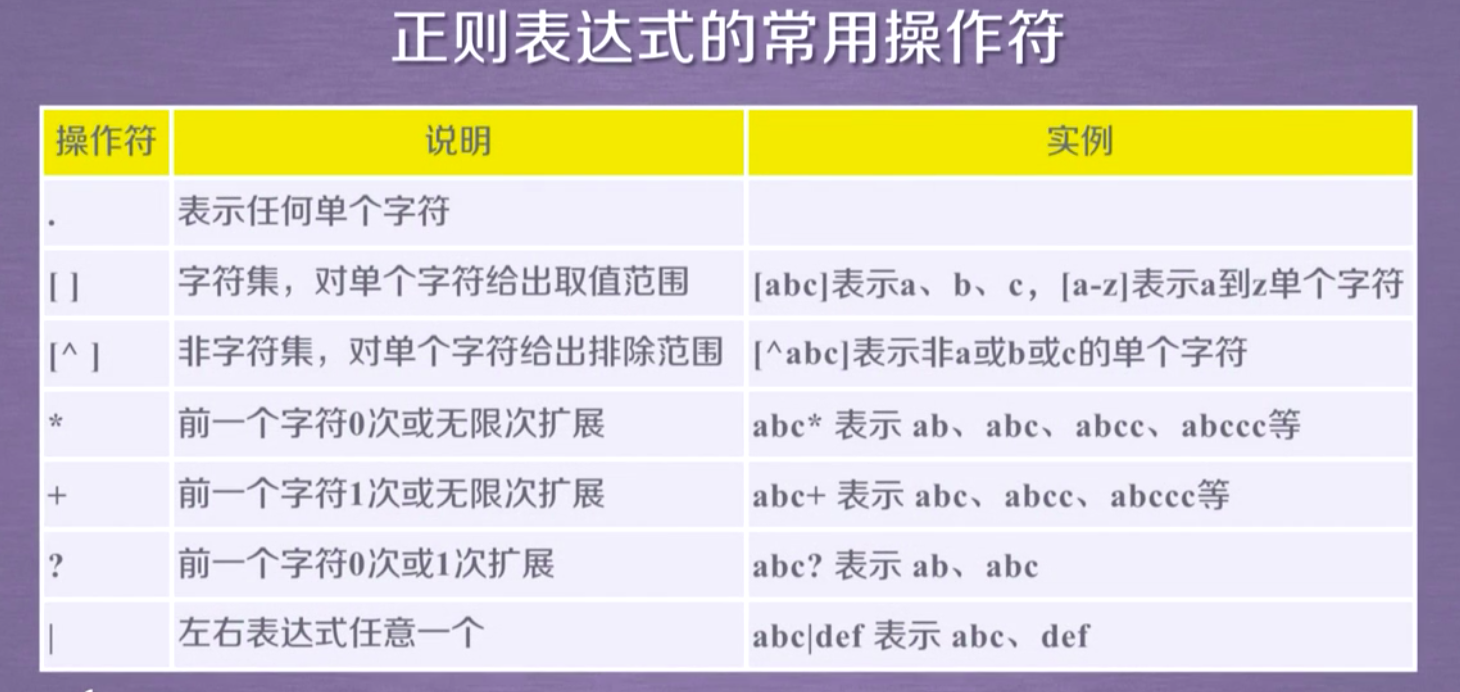 正则表达式的常用操作符
操作符 说明 实例
. 表示任何单个字符
[ ] 字符集，对单个字符给出取值范围 [abc]表示a、b、c，[a-z]表示a到z单个字符
[^ ] 非字符集，对单个字符给出排除范围 [^abc]表示非a或b或c的单个字符
* 前一个字符0次或无限次扩展 abc* 表示 ab、abc、abcc、abccc等
+ 前一个字符1次或无限次扩展 abc+ 表示 abc、abcc、abccc等
? 前一个字符0次或1次扩展 abc? 表示 ab、abc
| 左右表达式任意一个 abc|def 表示 abc、def